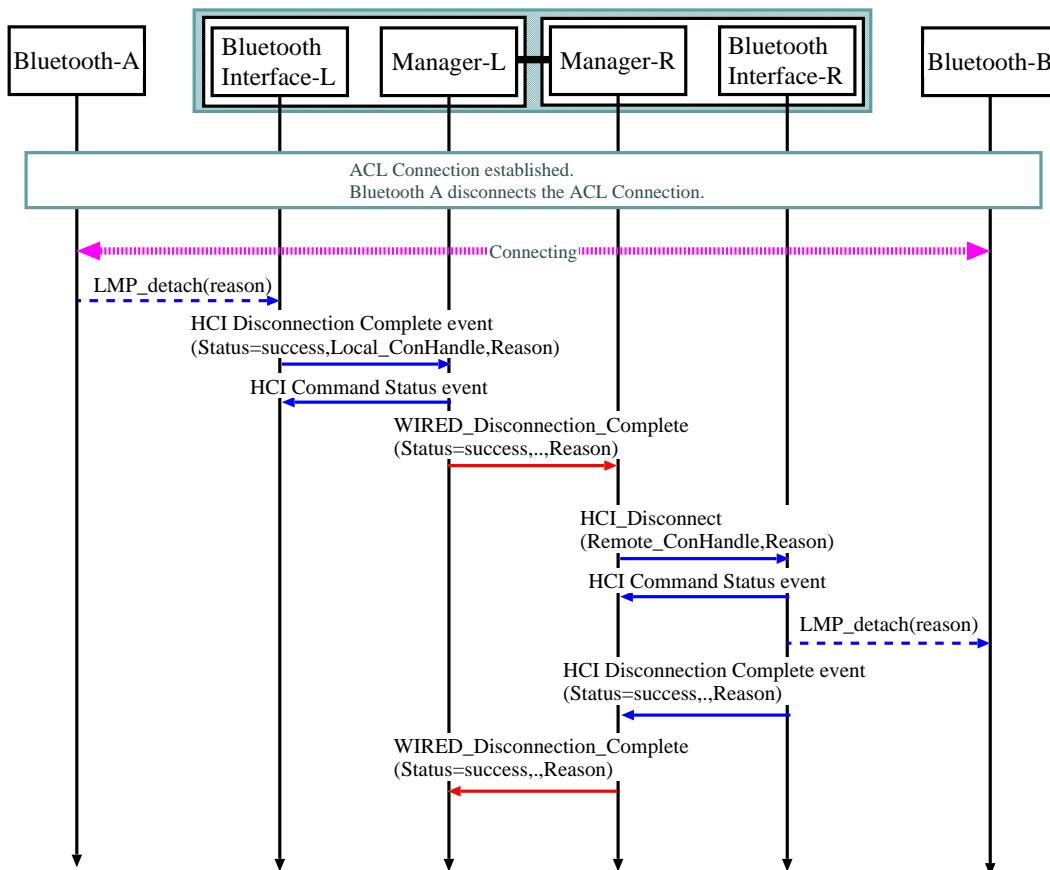 Bluetooth-A
Bluetooth
Interface-L
Manager-L
Manager-R
Bluetooth
Interface-R
Bluetooth-B
ACL Connection established.
Bluetooth A disconnects the ACL Connection.
Connecting
LMP_detach(reason)
HCI Disconnection Complete event
(Status=success,Local_ConHandle,Reason)
HCI Command Status event
WIRED_Disconnection_Complete
(Status=success,..,Reason)
HCI_Disconnect
(Remote_ConHandle,Reason)
HCI Command Status event
LMP_detach(reason)
HCI Disconnection Complete event
(Status=success,.,Reason)
WIRED_Disconnection_Complete
(Status=success,.,Reason)